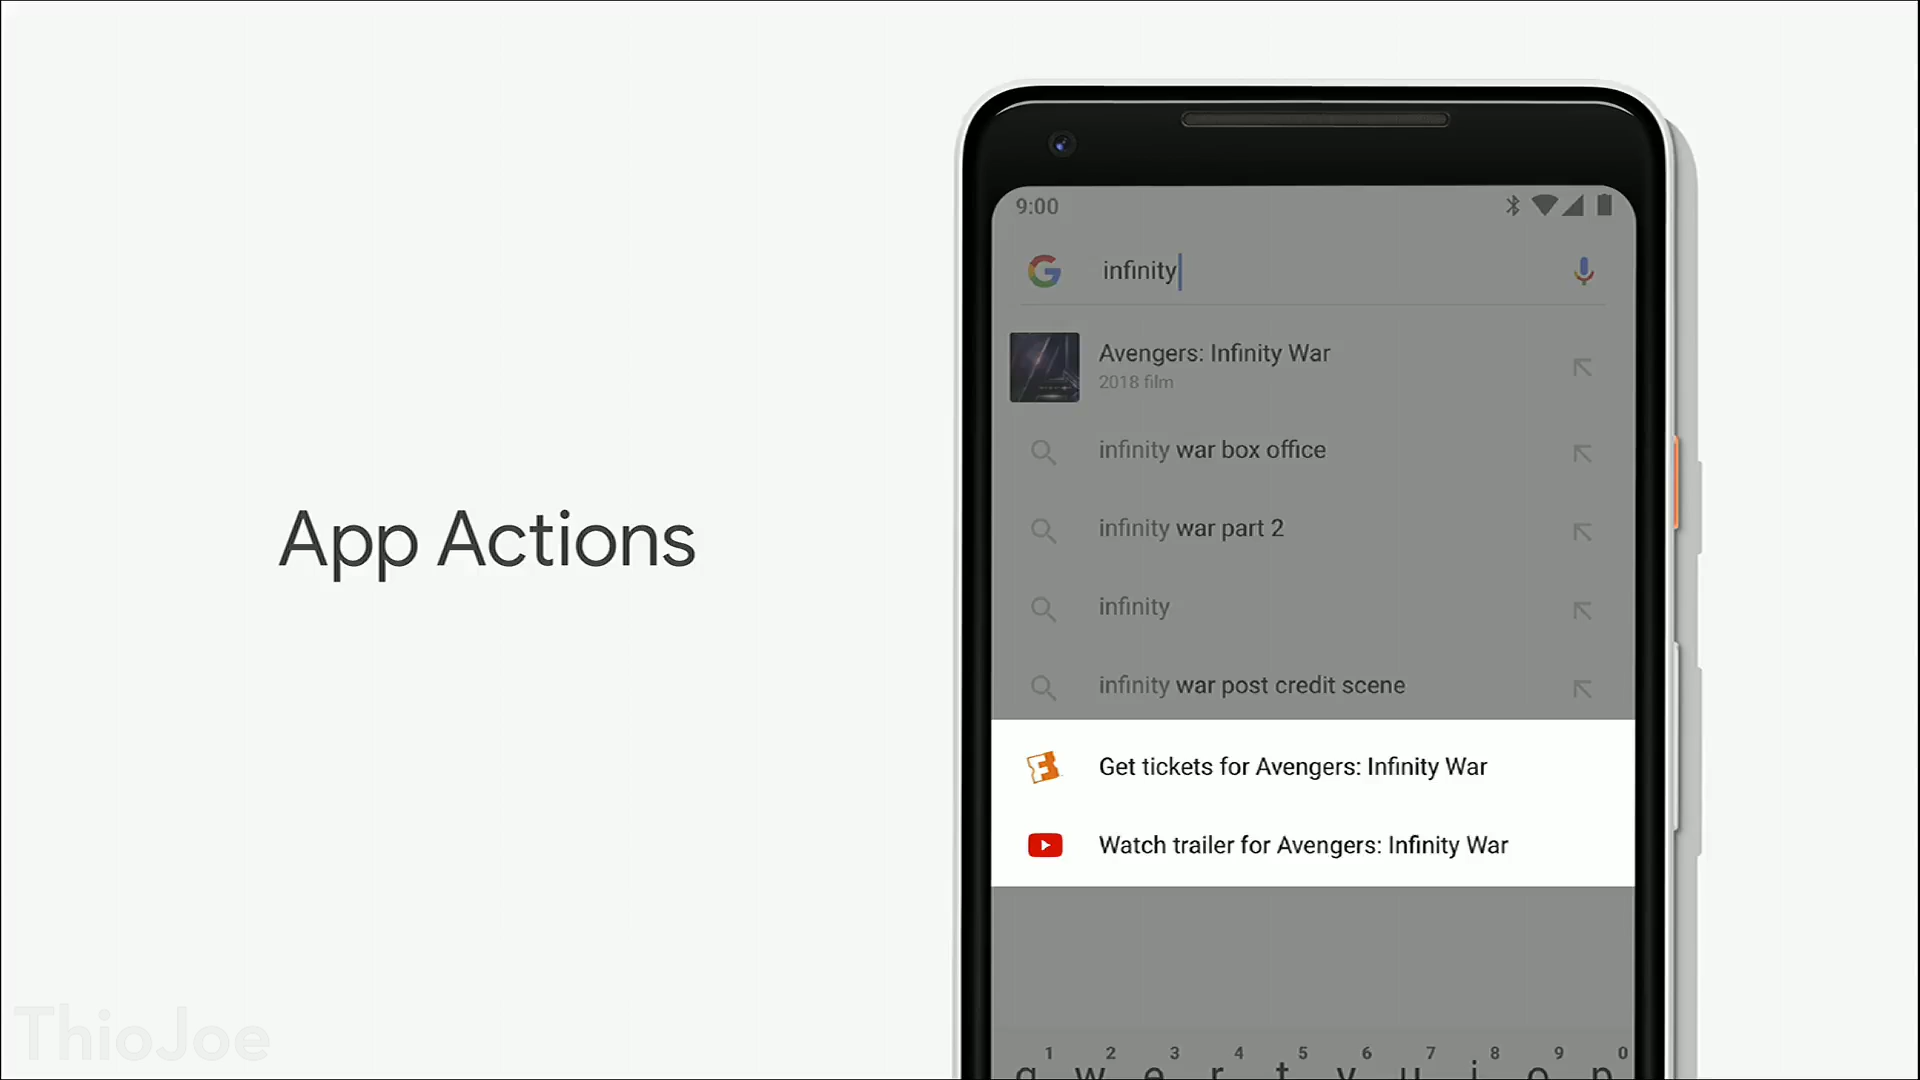 App Actions
9:00
infinity
Avengers: Infinity War
2018 film
infinity war box office
infinity war part 2
infinity
infinity war post credit scene
Get tickets for Avengers: Infinity War
Watch trailer for Avengers: Infinity War
1 2 3 4 5 6 7 8 9 0
q w e r t y u i o p
ThioJoe